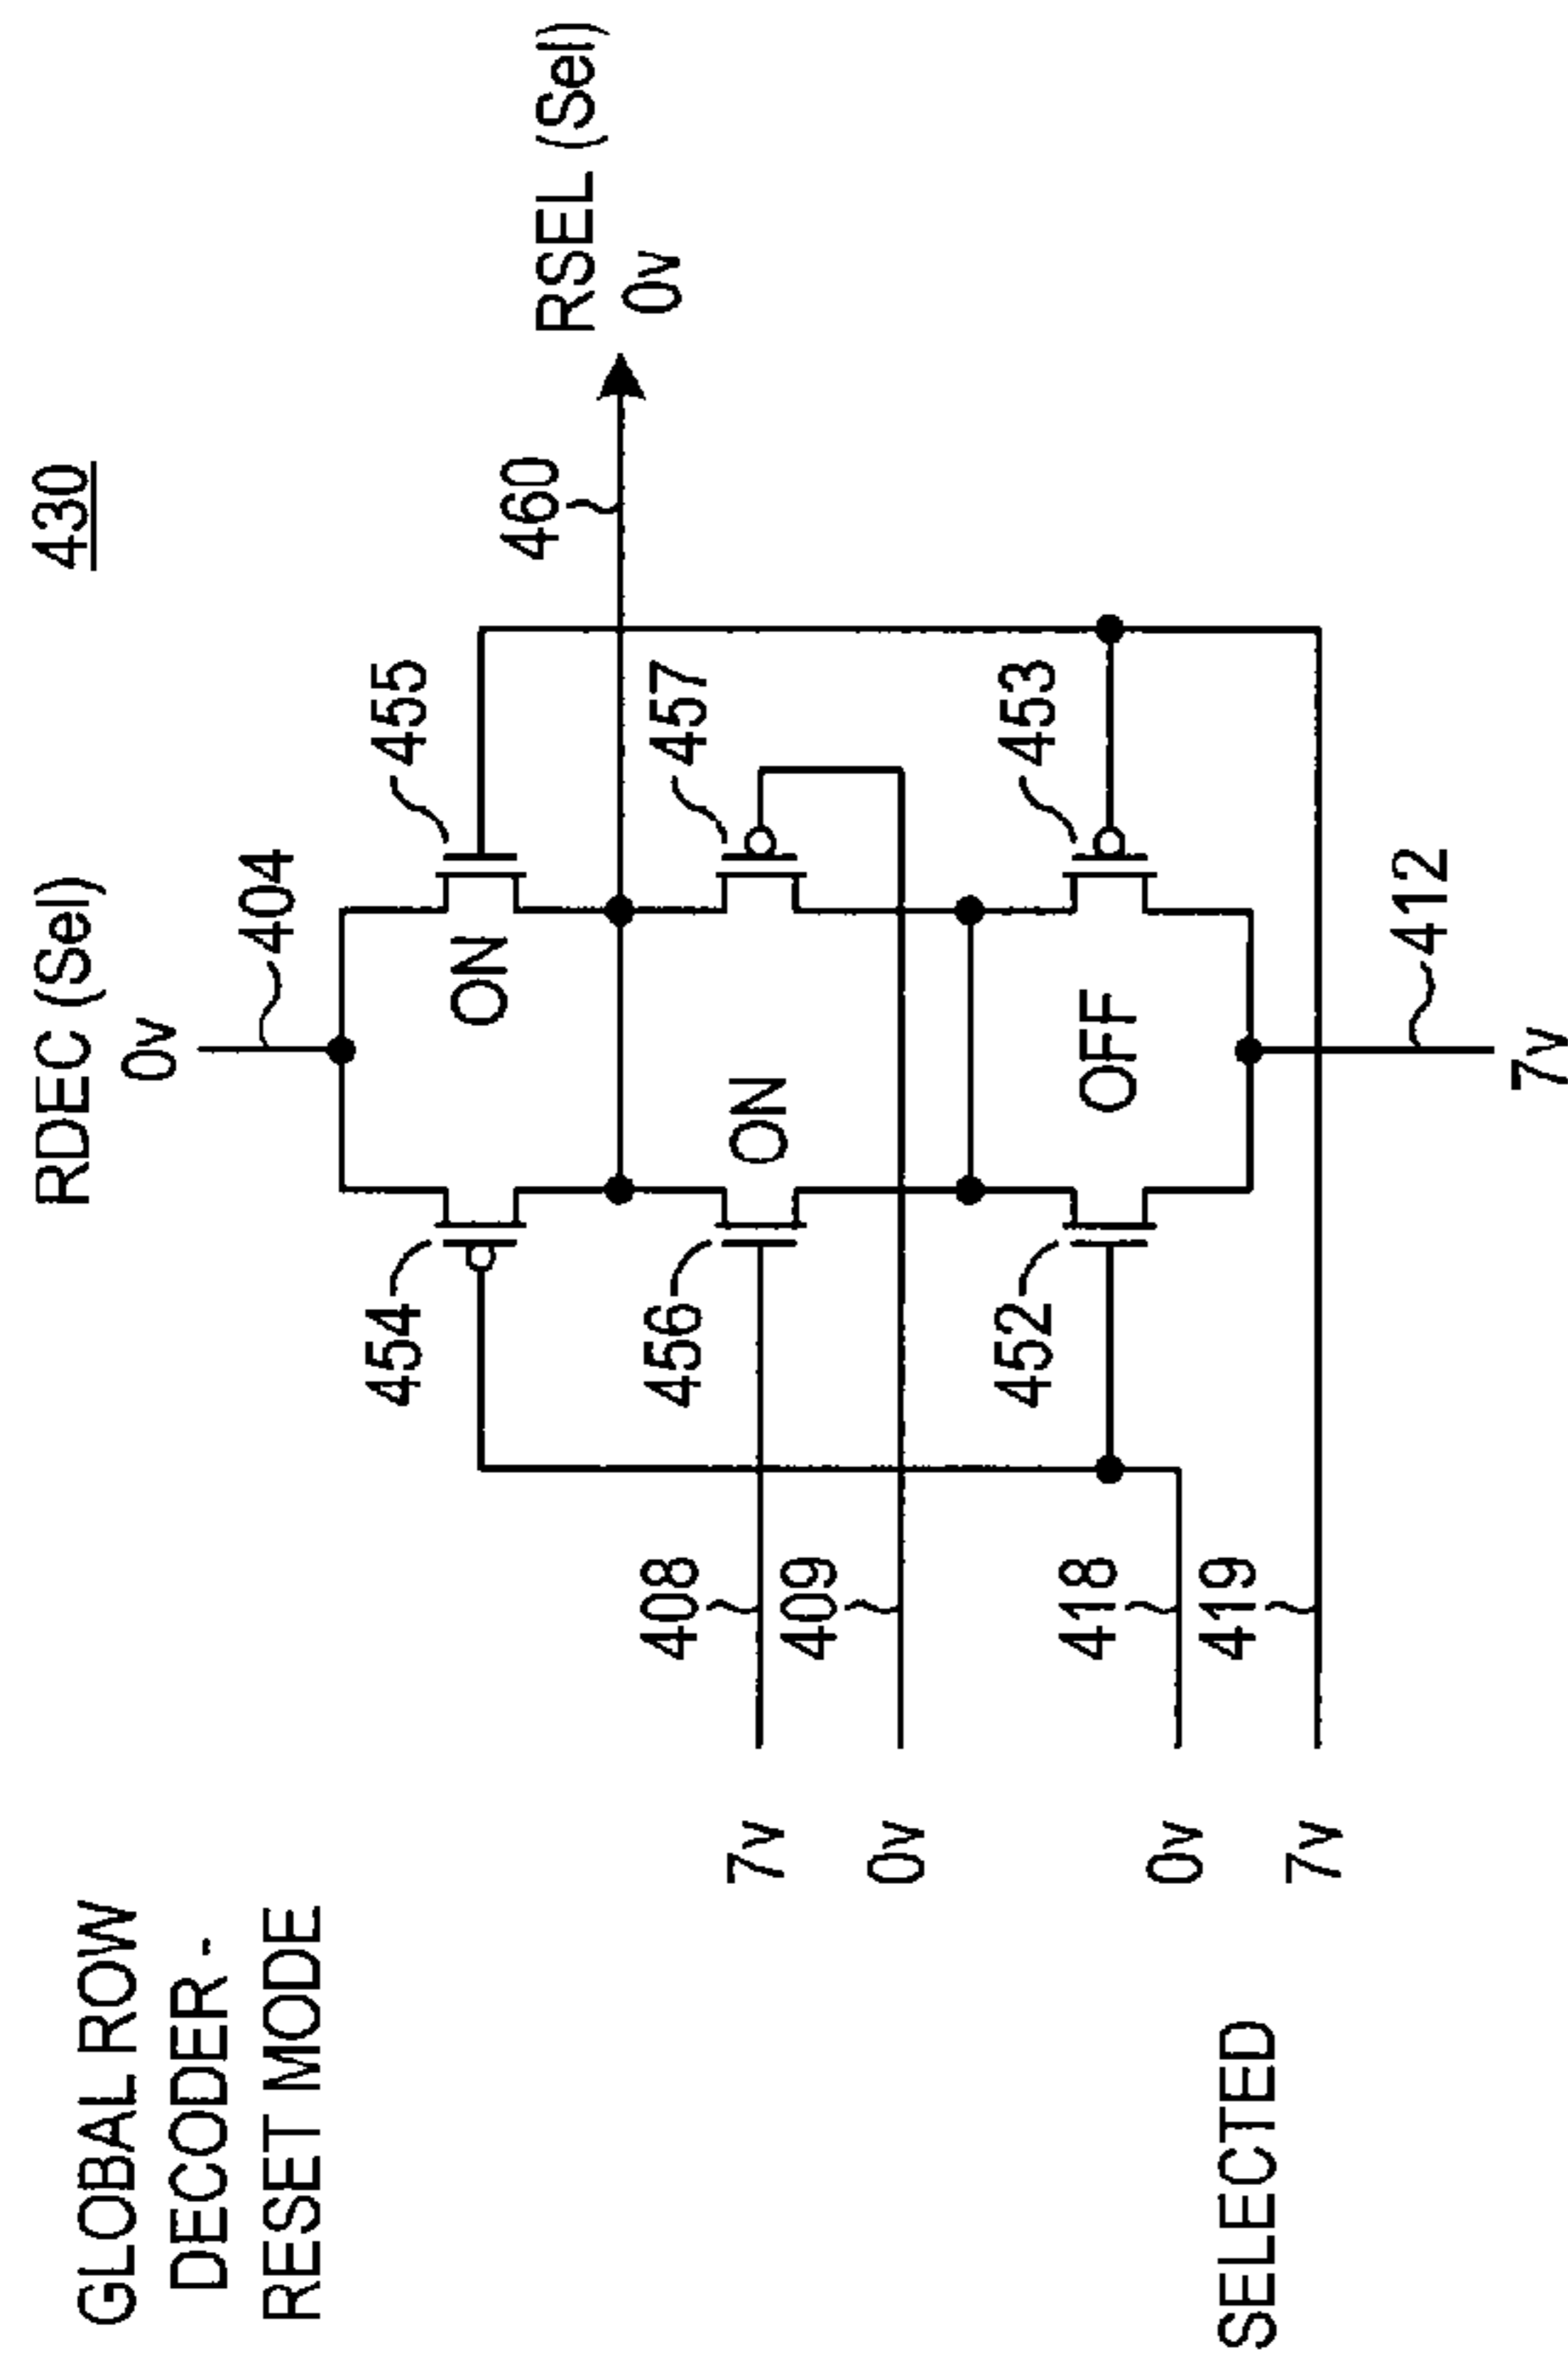 430
GLOBAL ROW
DECODER -
RESET MODE
RDEC (Sel)
0v
404
454
455
ON
RSEL (Sel)
0v
460
408
7v
456
ON
457
409
0v
452
OFF
453
418
0v
419
7v
SELECTED
412
7v